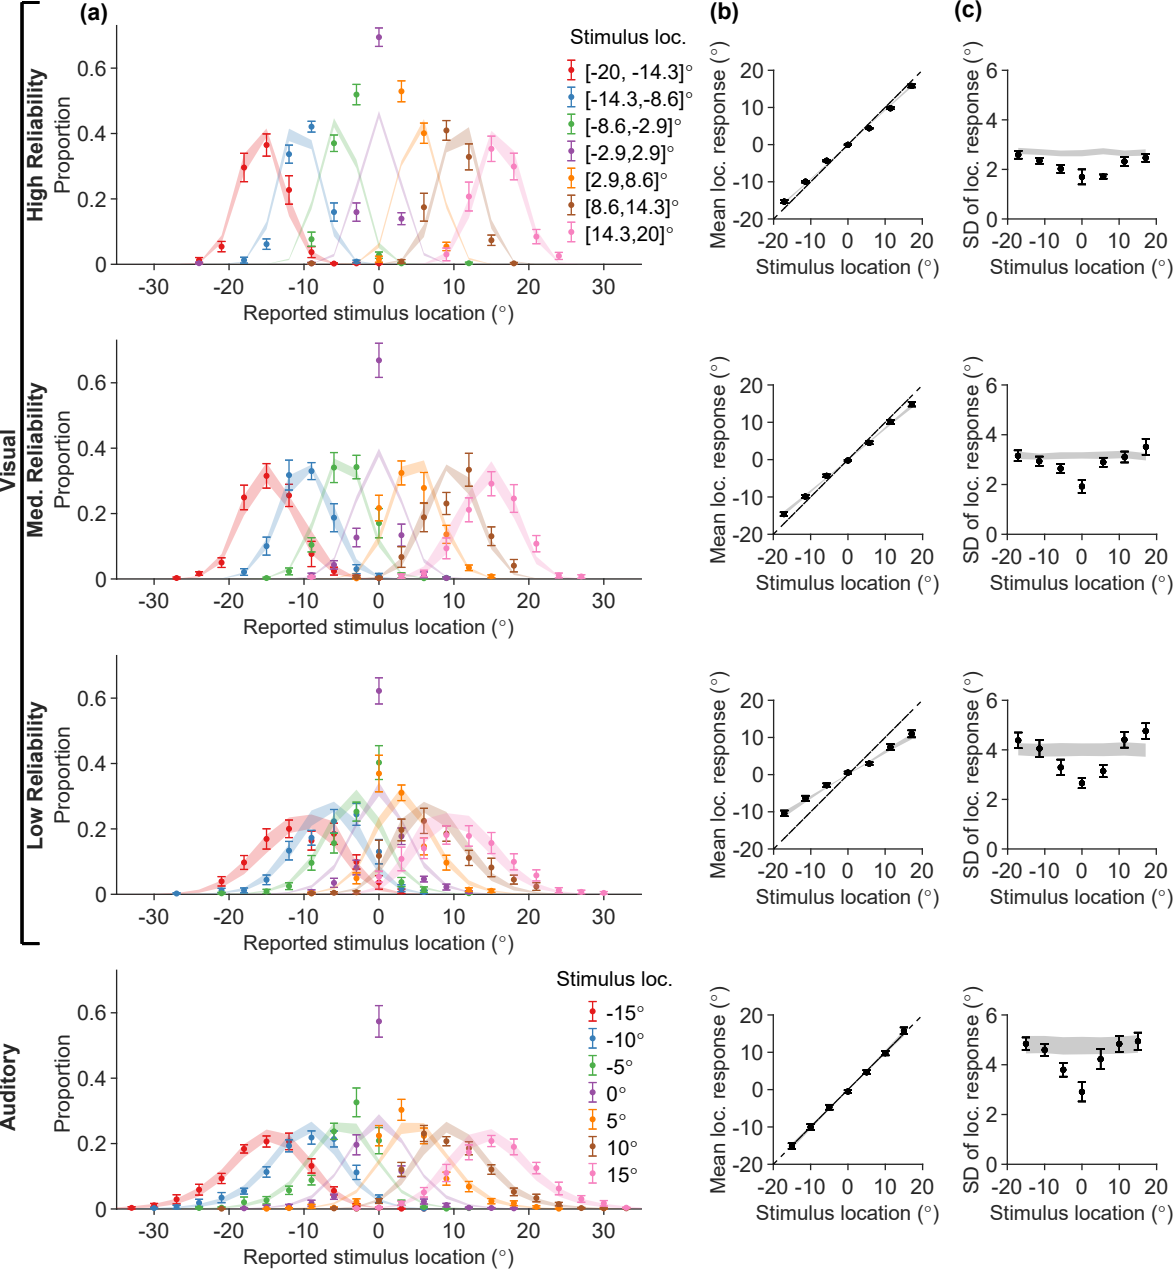 (a)
(b)
(c)
Visual
High Reliability
Proportion
0.6
0.4
0.2
0
-30 -20 -10 0 10 20 30
Reported stimulus location (°)
Stimulus loc.
[-20, -14.3]°
[-14.3,-8.6]°
[-8.6,-2.9]°
[-2.9,2.9]°
[2.9,8.6]°
[8.6,14.3]°
[14.3,20]°
Mean loc. response (°)
20
10
0
-10
-20
-20 -10 0 10 20
Stimulus location (°)
SD of loc. response (°)
6
4
2
0
-20 -10 0 10 20
Stimulus location (°)
Med. Reliability
Proportion
0.6
0.4
0.2
0
-30 -20 -10 0 10 20 30
Reported stimulus location (°)
Mean loc. response (°)
20
10
0
-10
-20
-20 -10 0 10 20
Stimulus location (°)
SD of loc. response (°)
6
4
2
0
-20 -10 0 10 20
Stimulus location (°)
Low Reliability
Proportion
0.6
0.4
0.2
0
-30 -20 -10 0 10 20 30
Reported stimulus location (°)
Mean loc. response (°)
20
10
0
-10
-20
-20 -10 0 10 20
Stimulus location (°)
SD of loc. response (°)
6
4
2
0
-20 -10 0 10 20
Stimulus location (°)
Auditory
Proportion
0.6
0.4
0.2
0
-30 -20 -10 0 10 20 30
Reported stimulus location (°)
Stimulus loc.
-15°
-10°
-5°
0°
5°
10°
15°
Mean loc. response (°)
20
10
0
-10
-20
-20 -10 0 10 20
Stimulus location (°)
SD of loc. response (°)
6
4
2
0
-20 -10 0 10 20
Stimulus location (°)